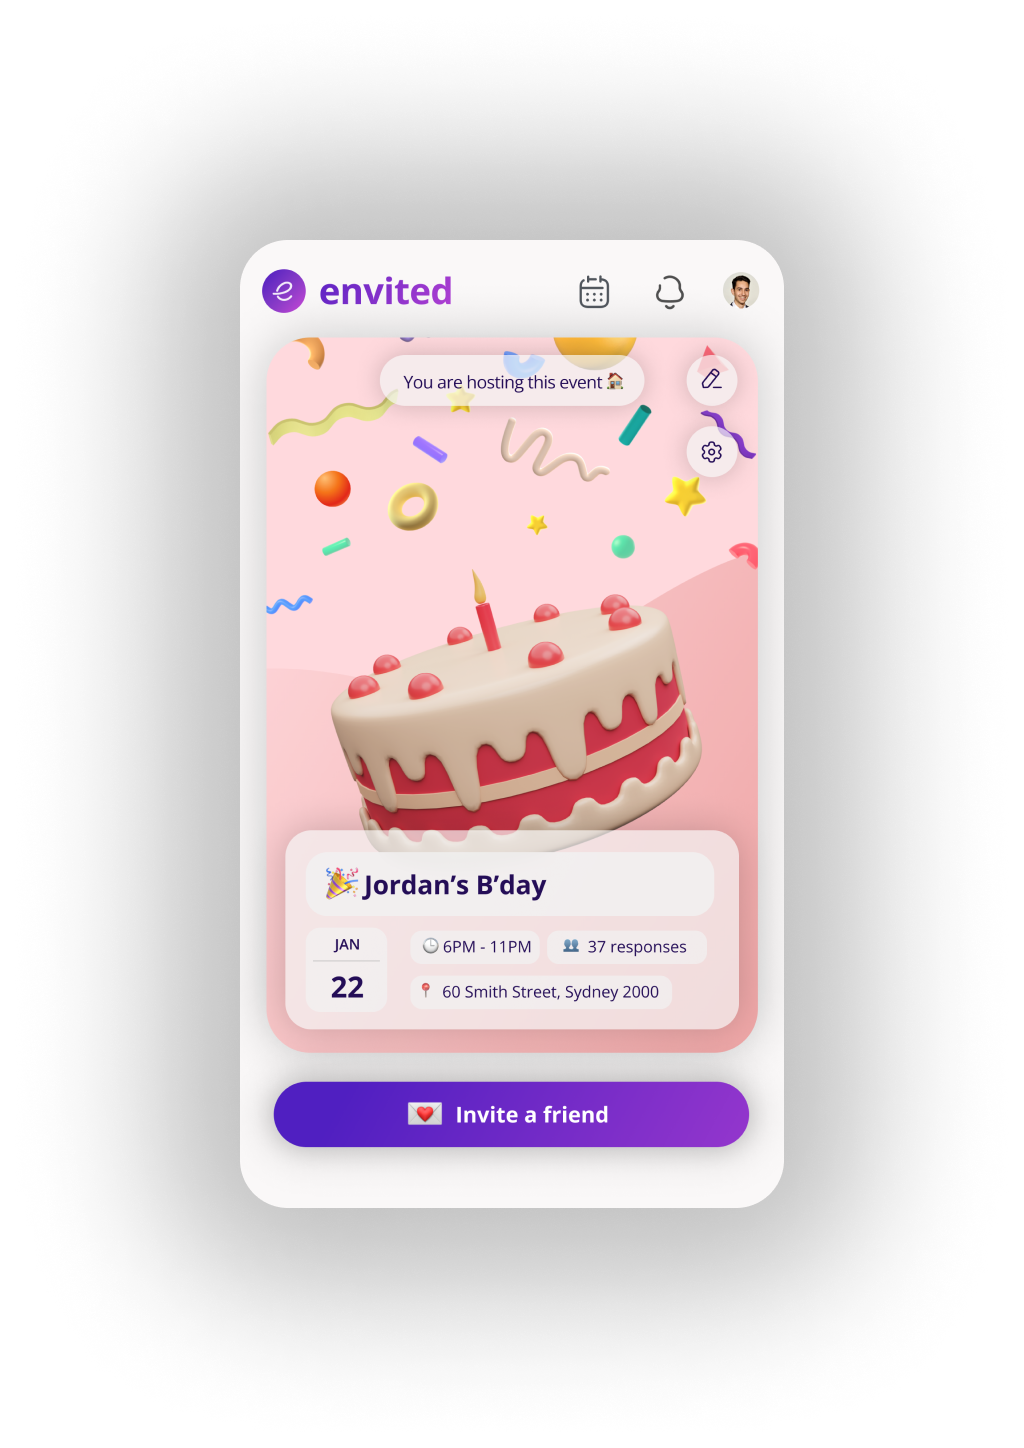 envited
You are hosting this event
Jordan’s B’day
JAN
22
6PM - 11PM
37 responses
60 Smith Street, Sydney 2000
Invite a friend